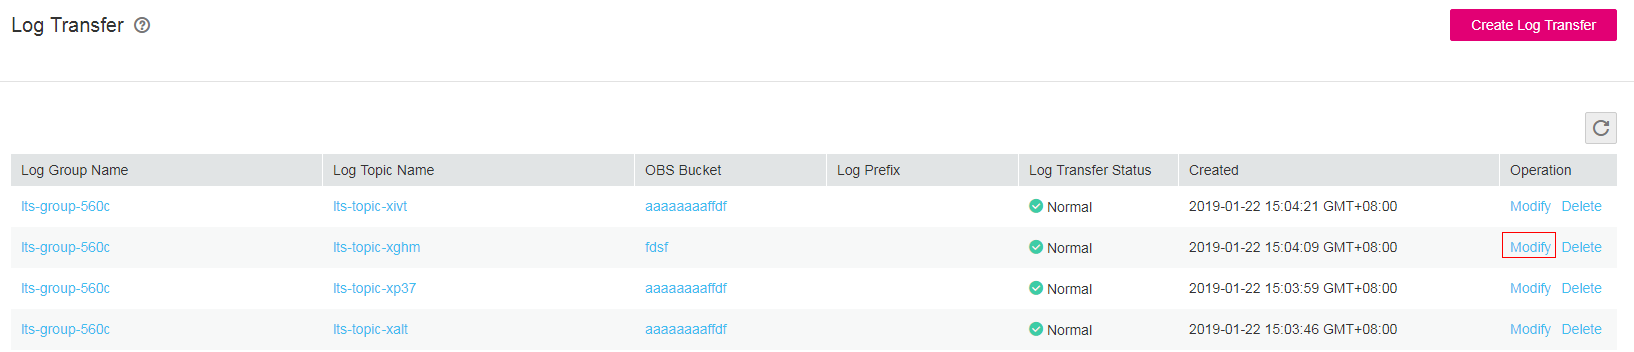 Log Transfer ?
Create Log Transfer
Log Group Name Log Topic Name OBS Bucket Log Prefix Log Transfer Status Created Operation
lts-group-560c lts-topic-xivt aaaaaaaaffdf Normal 2019-01-22 15:04:21 GMT+08:00 Modify Delete
lts-group-560c lts-topic-xghm fdsf Normal 2019-01-22 15:04:09 GMT+08:00 Modify Delete
lts-group-560c lts-topic-xp37 aaaaaaaaffdf Normal 2019-01-22 15:03:59 GMT+08:00 Modify Delete
lts-group-560c lts-topic-xalt aaaaaaaaffdf Normal 2019-01-22 15:03:46 GMT+08:00 Modify Delete